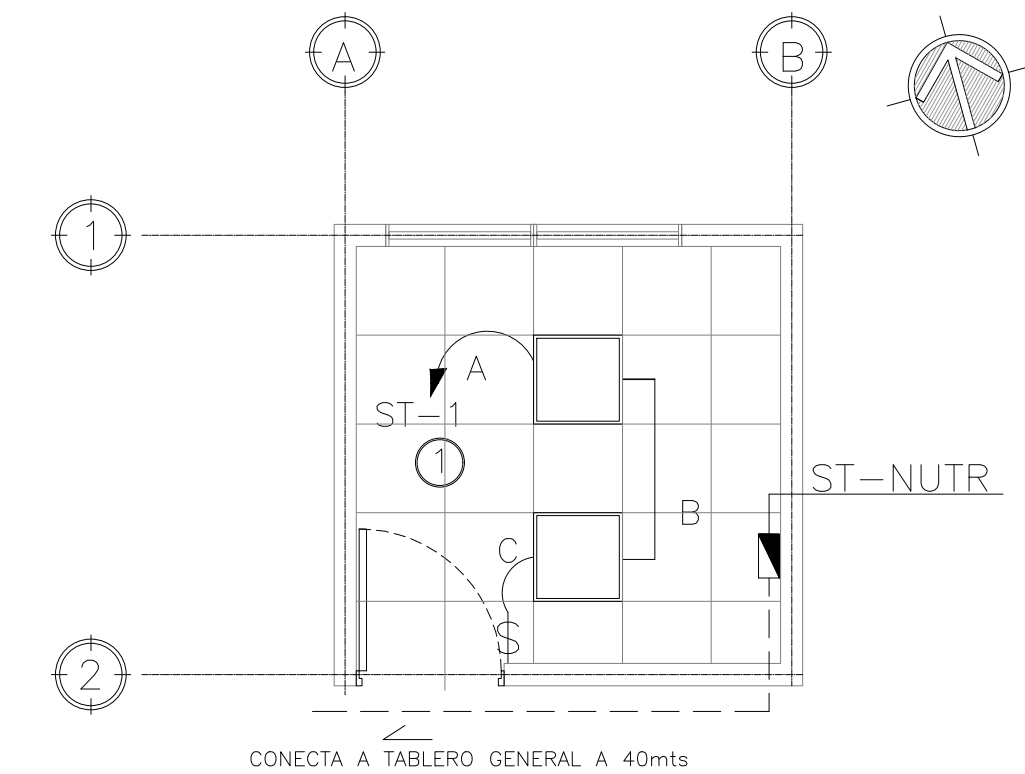 A
B
1
A
ST-1
1
ST-NUTR
B
C
S
2
CONECTA A TABLERO GENERAL A 40mts